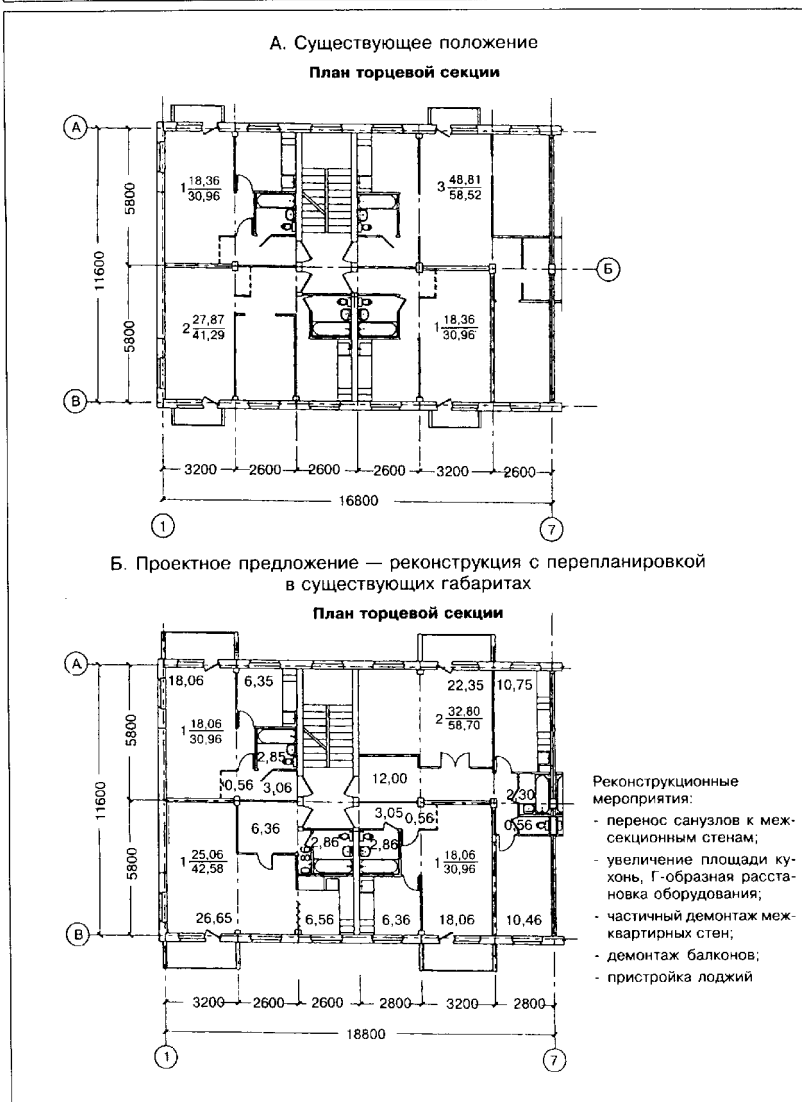 А. Существующее положение
План торцевой секции
А
1 18,36
30,96
3 48,81
58,52
5800
11600
Б
2 27,87
41,29
1 18,36
30,96
5800
В
3200 2600 2600 2600 3200 2600
16800
1 7
Б. Проектное предложение — реконструкция с перепланировкой
в существующих габаритах
План торцевой секции
А
18,06 6,35 22,35 10,75
1 18,06
30,96
2 32,80
58,70
5800
2,85
12,00
0,56 3,06
2,30
11600
3,05 0,56
0,56
6,36
0,86 2,86 2,86
1 25,06
42,58
1 18,06
30,96
5800
26,65 6,56 6,36 18,06 10,46
В
3200 2600 2600 2800 3200 2800
18800
1 7
Реконструкционные
мероприятия:
- перенос санузлов к меж-
секционным стенам;
- увеличение площади ку-
хонь, Г-образная расста-
новка оборудования;
- частичный демонтаж меж-
квартирных стен;
- демонтаж балконов;
- пристройка лоджий